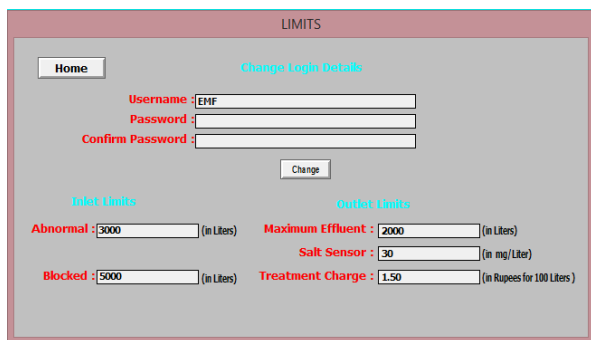 LIMITS
Home
Change Login Details
Username : EMF
Password :
Confirm Password :
Change
Inlet Limits
Outlet Limits
Abnormal : 3000 (in Liters)
Maximum Effluent : 2000 (in Liters)
Salt Sensor : 30 (in mg/Liter)
Blocked : 5000 (in Liters)
Treatment Charge : 1.50 (in Rupees for 100 Liters )